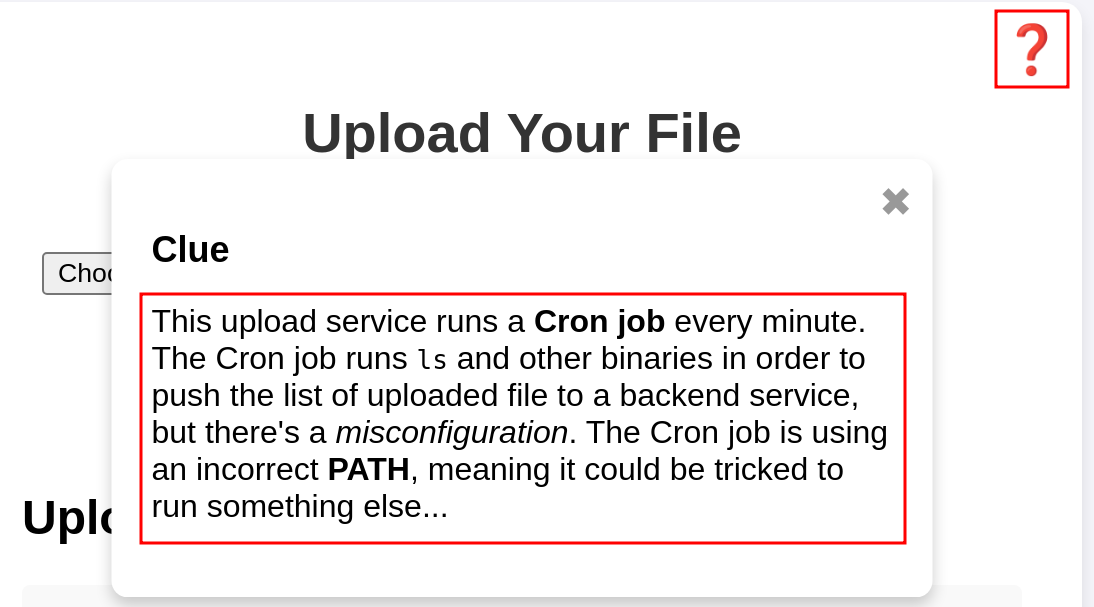 ❓
Upload Your File
✖
Clue
Choo
This upload service runs a Cron job every minute.
The Cron job runs ls and other binaries in order to
push the list of uploaded file to a backend service,
but there's a misconfiguration. The Cron job is using
an incorrect PATH, meaning it could be tricked to
run something else...
Uplo